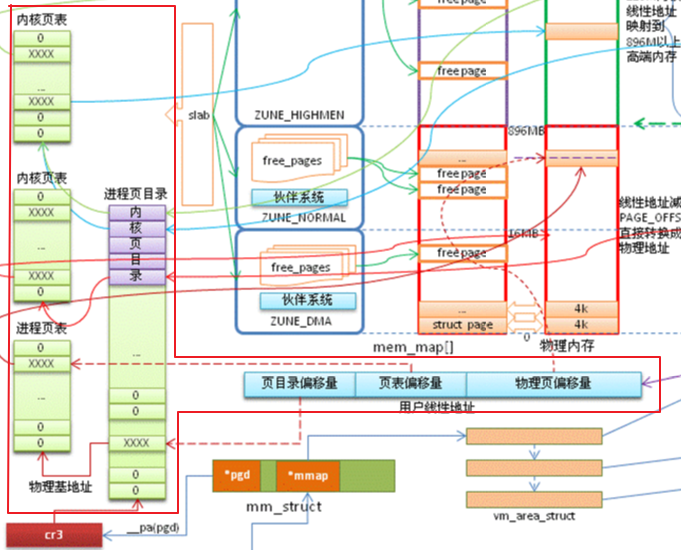 内核页表
0
XXXX
...
XXXX
0
0
内核页表
0
XXXX
...
XXXX
0
进程页表
0
XXXX
...
0
0
物理基地址
cr3
进程页目录
内
核
页
目
录
...
0
0
XXXX
0
0
__pa(pgd)
slab
ZUNE_HIGHMEN
free_pages
伙伴系统
ZUNE_NORMAL
free_pages
伙伴系统
ZUNE_DMA
free page
free page
896MB
...
free page
free page
16MB
free page
...
struct page
0
4k
4k
mem_map[]
物理内存
线性地址
映射到
896M以上
高端内存
线性地址减
PAGE_OFFS
直接转换成
物理地址
页目录偏移量
页表偏移量
物理页偏移量
用户线性地址
*pgd
*mmap
mm_struct
vm_area_struct